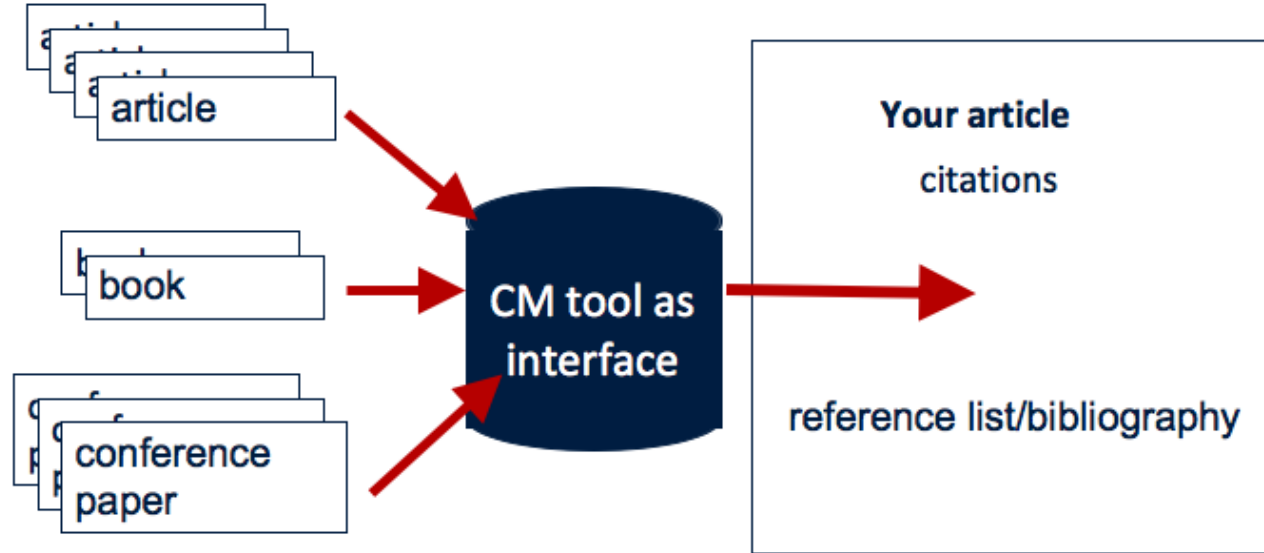 article
book
conference
paper
CM tool as
interface
Your article
citations
reference list/bibliography